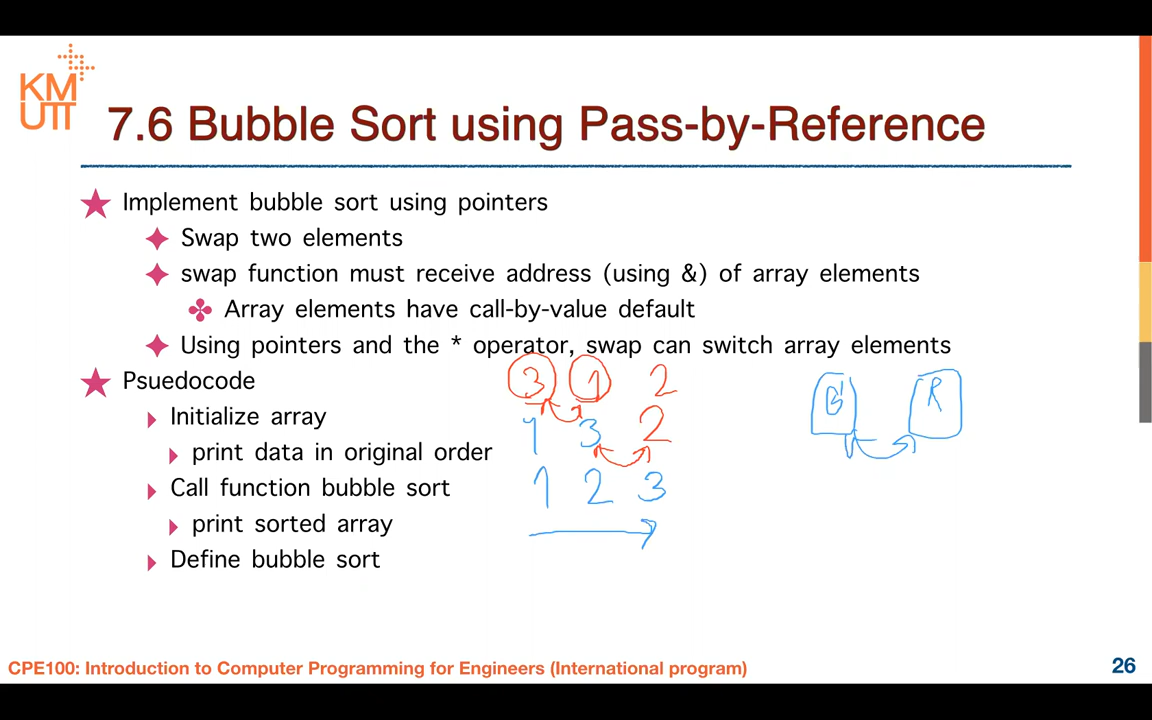 KM
UTT
7.6 Bubble Sort using Pass-by-Reference
Implement bubble sort using pointers
Swap two elements
swap function must receive address (using &) of array elements
Array elements have call-by-value default
Using pointers and the * operator, swap can switch array elements
Psuedocode
Initialize array
print data in original order
Call function bubble sort
print sorted array
Define bubble sort
3 1 2
1 3 2
1 2 3
B R
CPE100: Introduction to Computer Programming for Engineers (International program)
26